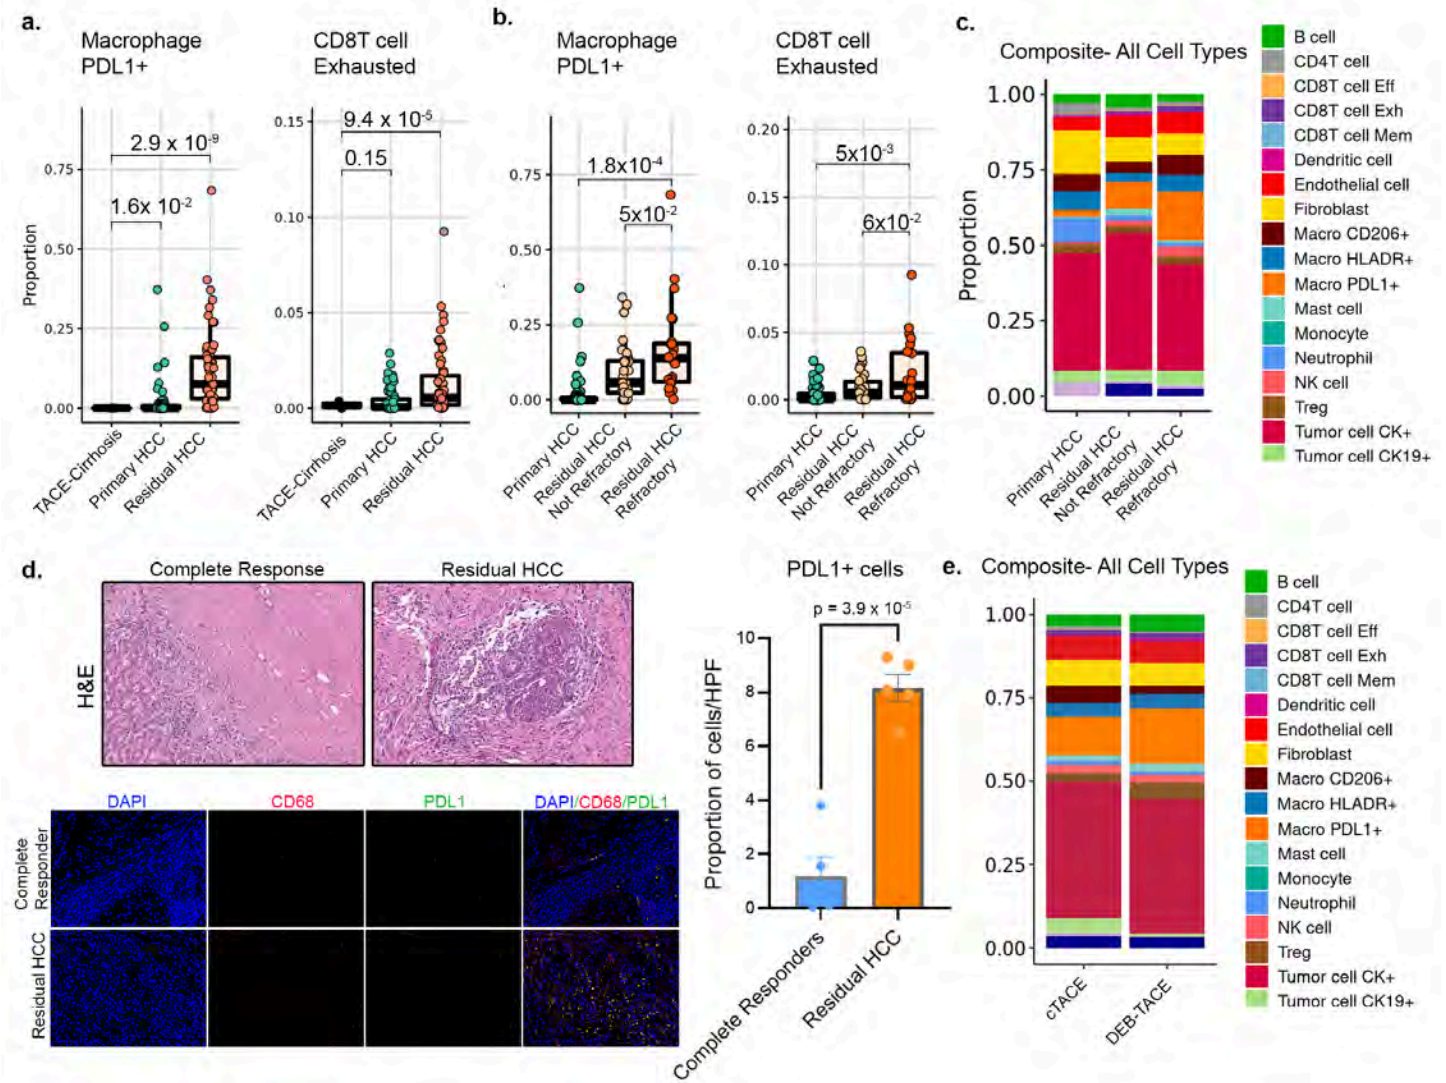 a.
Macrophage
PDL1+
CD8T cell
Exhausted
Proportion
0.75
0.50
0.25
0.00
2.9 x 10-9
1.6x 10-2
TACE-Cirrhosis
Primary HCC
Residual HCC
0.15
0.10
0.05
0.00
9.4 x 10-5
0.15
TACE-Cirrhosis
Primary HCC
Residual HCC
b.
Macrophage
PDL1+
CD8T cell
Exhausted
0.75
0.50
0.25
0.00
1.8x10-4
5x10-2
Primary HCC
Residual HCC
Not Refractory
Residual HCC
Refractory
0.20
0.15
0.10
0.05
0.00
5x10-3
6x10-2
Primary HCC
Residual HCC
Not Refractory
Residual HCC
Refractory
c.
Composite- All Cell Types
Proportion
1.00
0.75
0.50
0.25
0.00
Primary HCC
Residual HCC
Not Refractory
Residual HCC
Refractory
B cell
CD4T cell
CD8T cell Eff
CD8T cell Exh
CD8T cell Mem
Dendritic cell
Endothelial cell
Fibroblast
Macro CD206+
Macro HLADR+
Macro PDL1+
Mast cell
Monocyte
Neutrophil
NK cell
Treg
Tumor cell CK+
Tumor cell CK19+
d.
Complete Response
Residual HCC
H&E
DAPI
CD68
PDL1
DAPI/CD68/PDL1
Complete
Responder
Residual HCC
PDL1+ cells
p = 3.9 x 10-5
Proportion of cells/HPF
10
8
6
4
2
0
Complete Responders
Residual HCC
e.
Composite- All Cell Types
1.00
0.75
0.50
0.25
0.00
cTACE
DEB-TACE
B cell
CD4T cell
CD8T cell Eff
CD8T cell Exh
CD8T cell Mem
Dendritic cell
Endothelial cell
Fibroblast
Macro CD206+
Macro HLADR+
Macro PDL1+
Mast cell
Monocyte
Neutrophil
NK cell
Treg
Tumor cell CK+
Tumor cell CK19+